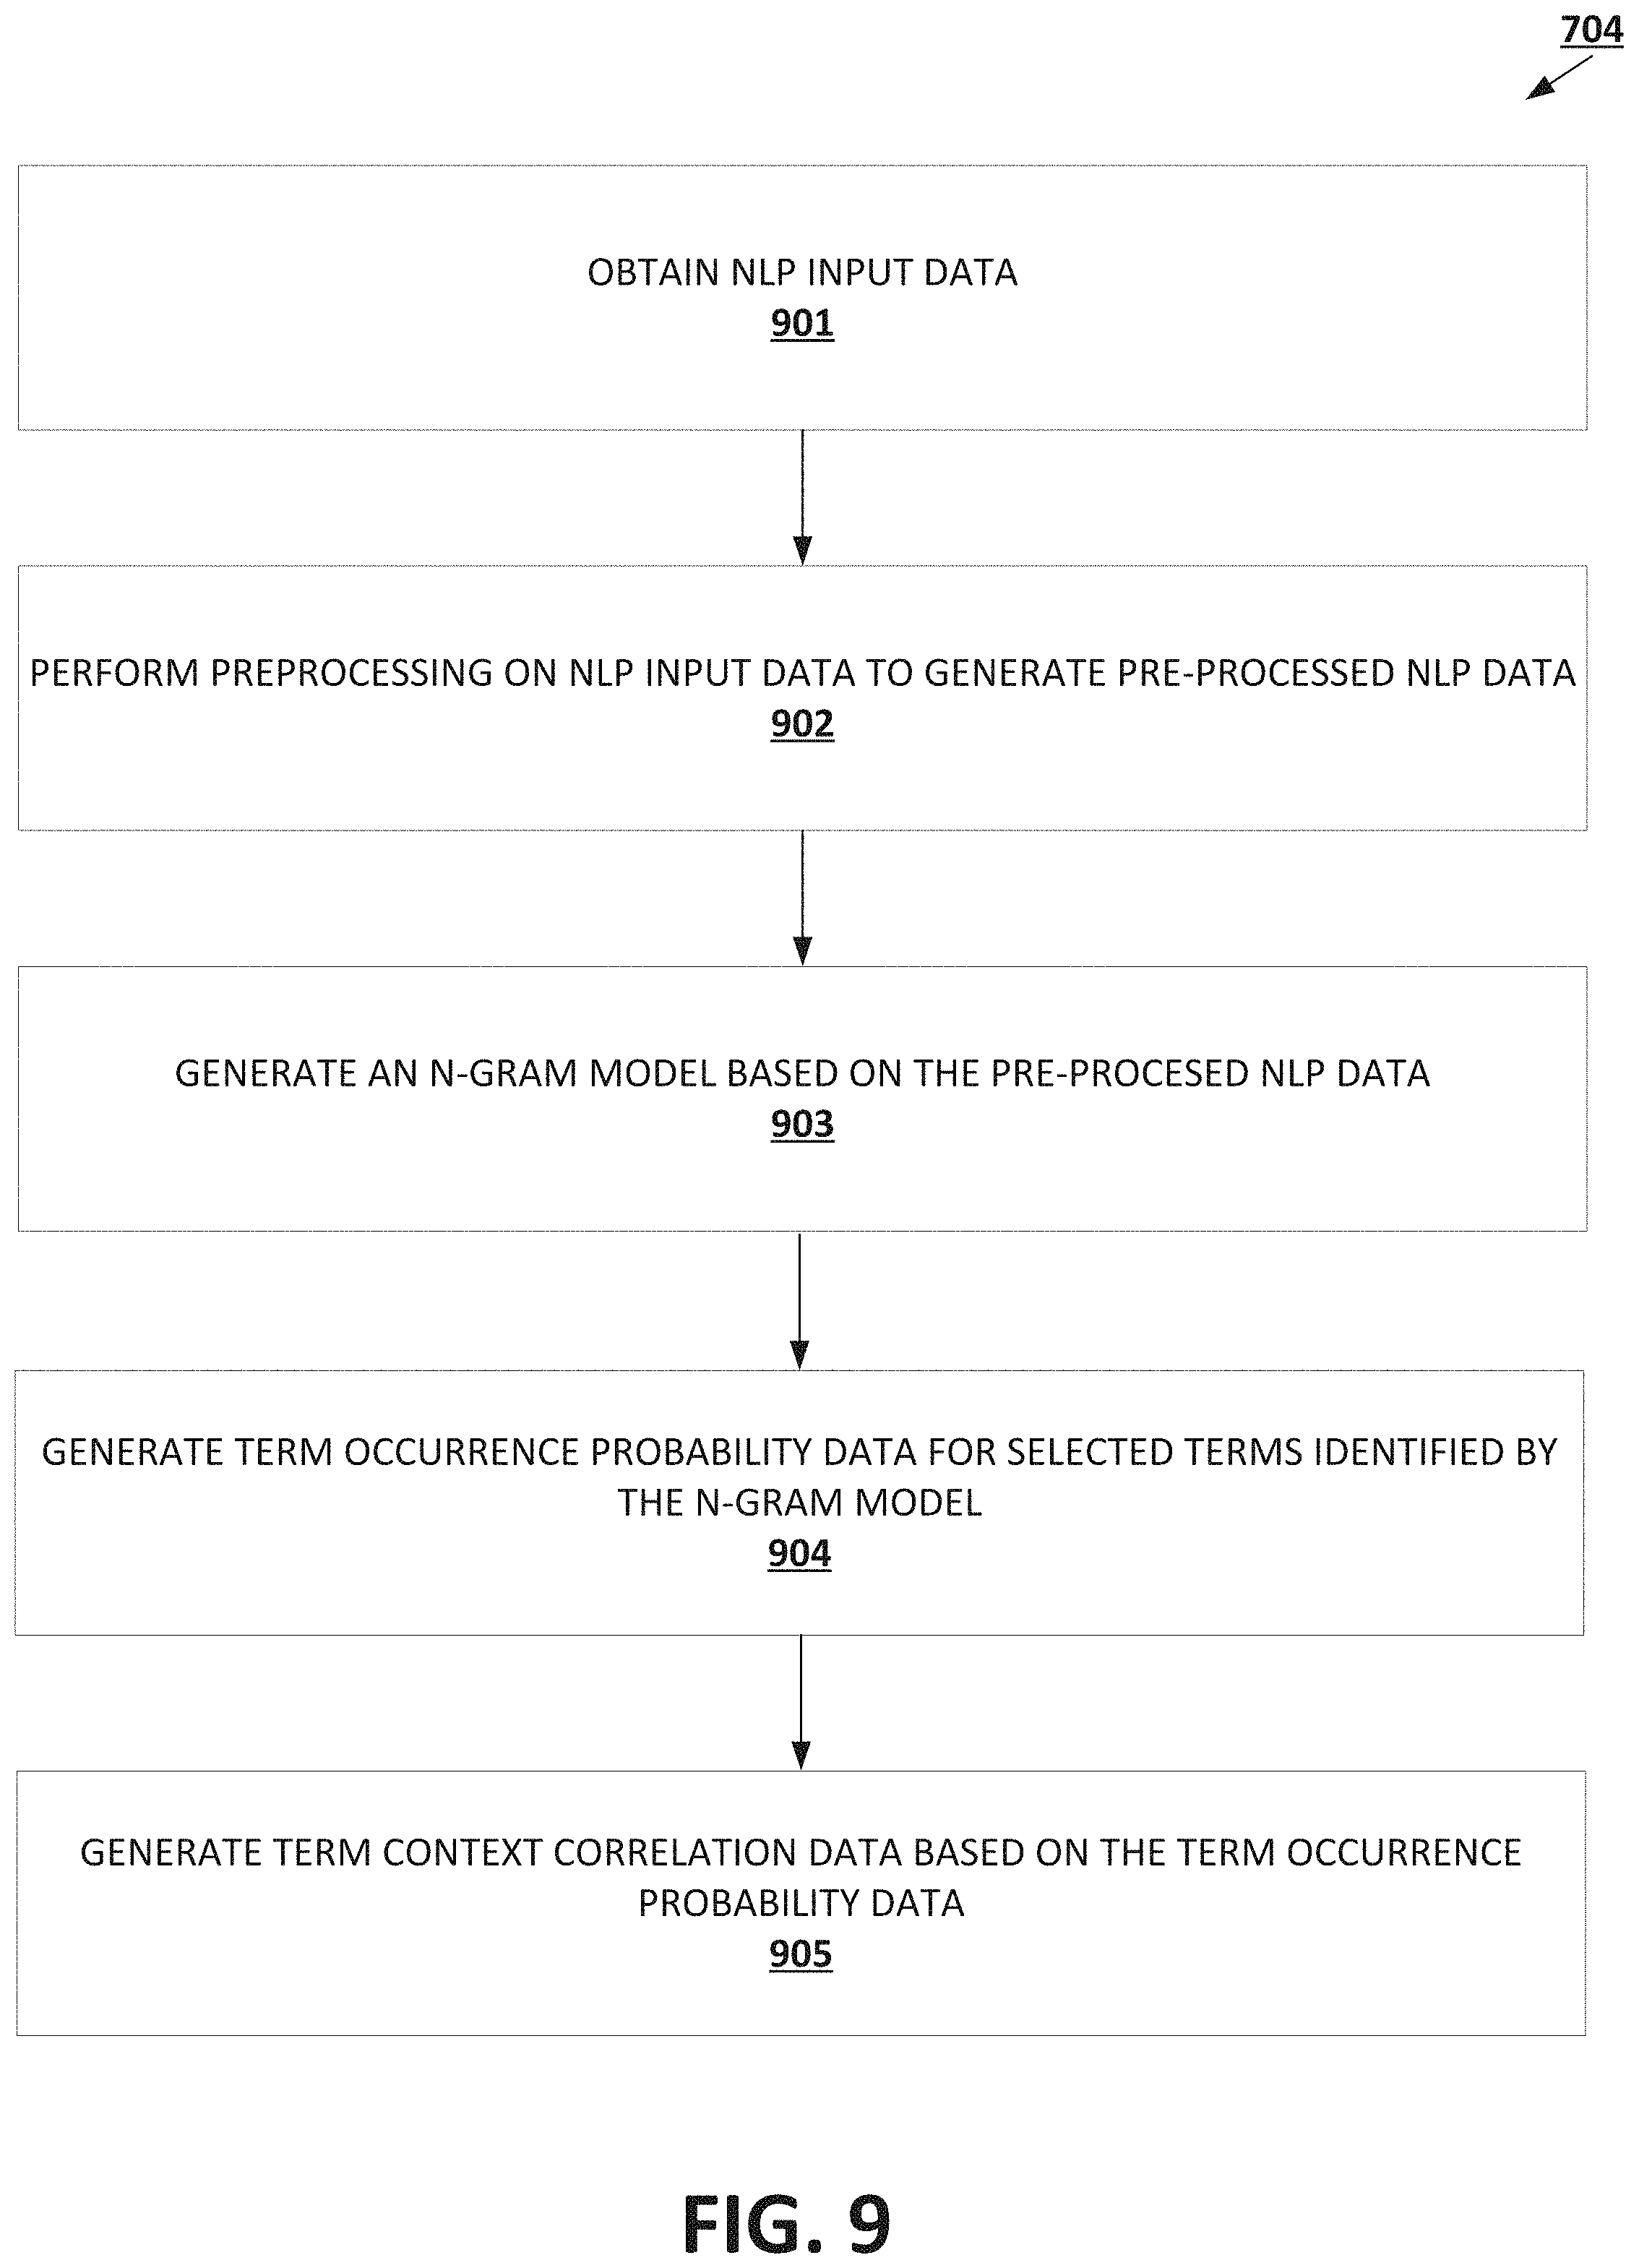 704
OBTAIN NLP INPUT DATA
901
PERFORM PREPROCESSING ON NLP INPUT DATA TO GENERATE PRE-PROCESSED NLP DATA
902
GENERATE AN N-GRAM MODEL BASED ON THE PRE-PROCESED NLP DATA
903
GENERATE TERM OCCURRENCE PROBABILITY DATA FOR SELECTED TERMS IDENTIFIED BY
THE N-GRAM MODEL
904
GENERATE TERM CONTEXT CORRELATION DATA BASED ON THE TERM OCCURRENCE
PROBABILITY DATA
905
FIG. 9